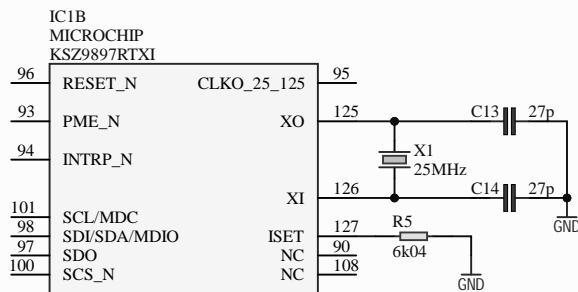 IC1B
MICROCHIP
KSZ9897RTXI
96 RESET_N CLKO_25_125 95
93 PME_N XO 125 C13 27p
94 INTRP_N X1
25MHz
XI 126 C14 27p
101 SCL/MDC GND
98 SDI/SDA/MDIO ISET 127 R5
97 SDO NC 90 6k04
100 SCS_N NC 108 GND